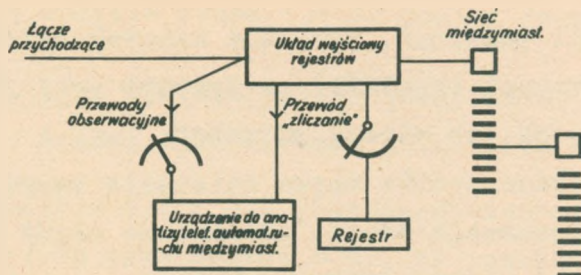 Łącze
przychodzące
Układ wejściowy
rejestrów
Sieć
międzymiast.
Przewody
obserwacyjne
Przewód
„zliczanie"
Urządzenie do ana-
lizy telef. automat. ru-
-chu międzymiast.
Rejestr